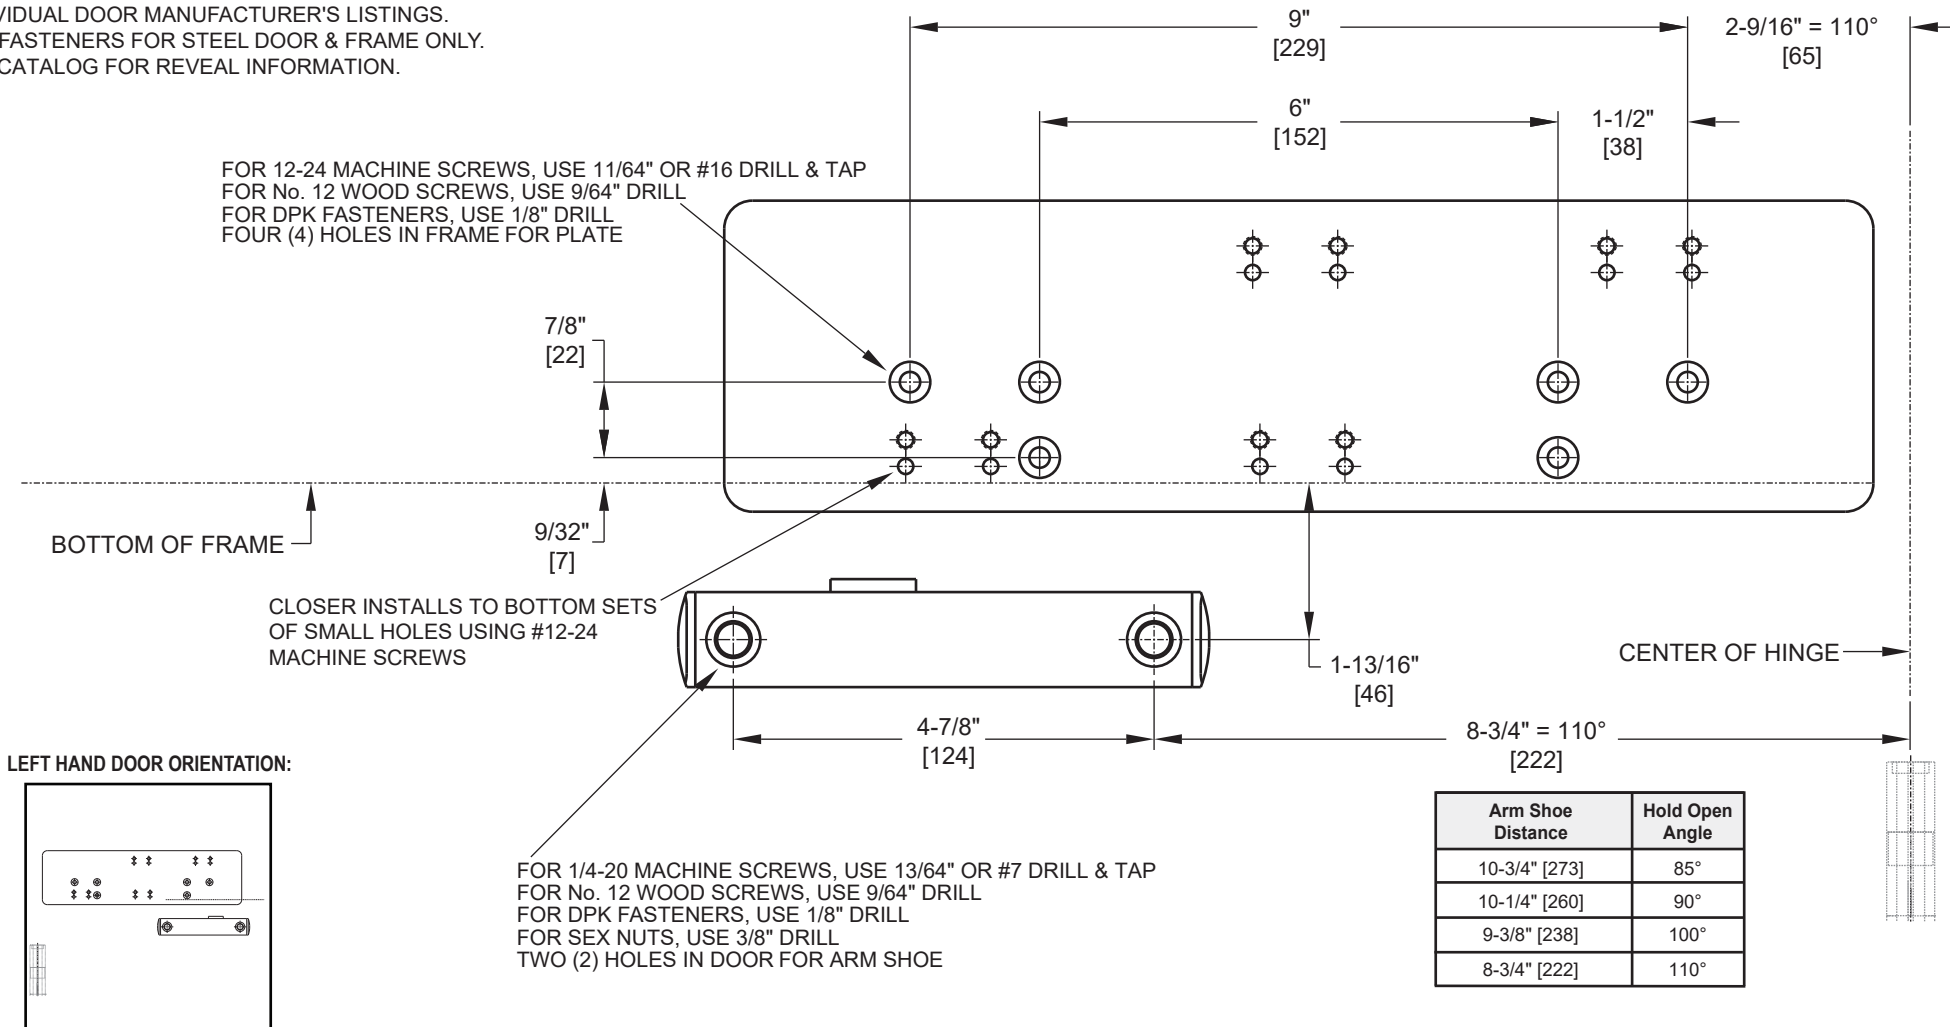 VIDUAL DOOR MANUFACTURER'S LISTINGS.
FASTENERS FOR STEEL DOOR & FRAME ONLY.
CATALOG FOR REVEAL INFORMATION.
9"
[229]
2-9/16" = 110°
[65]
6"
[152]
1-1/2"
[38]
FOR 12-24 MACHINE SCREWS, USE 11/64" OR #16 DRILL & TAP
FOR No. 12 WOOD SCREWS, USE 9/64" DRILL
FOR DPK FASTENERS, USE 1/8" DRILL
FOUR (4) HOLES IN FRAME FOR PLATE
7/8"
[22]
BOTTOM OF FRAME
9/32"
[7]
CLOSER INSTALLS TO BOTTOM SETS
OF SMALL HOLES USING #12-24
MACHINE SCREWS
1-13/16"
[46]
CENTER OF HINGE
4-7/8"
[124]
8-3/4" = 110°
[222]
LEFT HAND DOOR ORIENTATION:
FOR 1/4-20 MACHINE SCREWS, USE 13/64" OR #7 DRILL & TAP
FOR No. 12 WOOD SCREWS, USE 9/64" DRILL
FOR DPK FASTENERS, USE 1/8" DRILL
FOR SEX NUTS, USE 3/8" DRILL
TWO (2) HOLES IN DOOR FOR ARM SHOE
Arm Shoe Distance Hold Open Angle
10-3/4" [273] 85°
10-1/4" [260] 90°
9-3/8" [238] 100°
8-3/4" [222] 110°